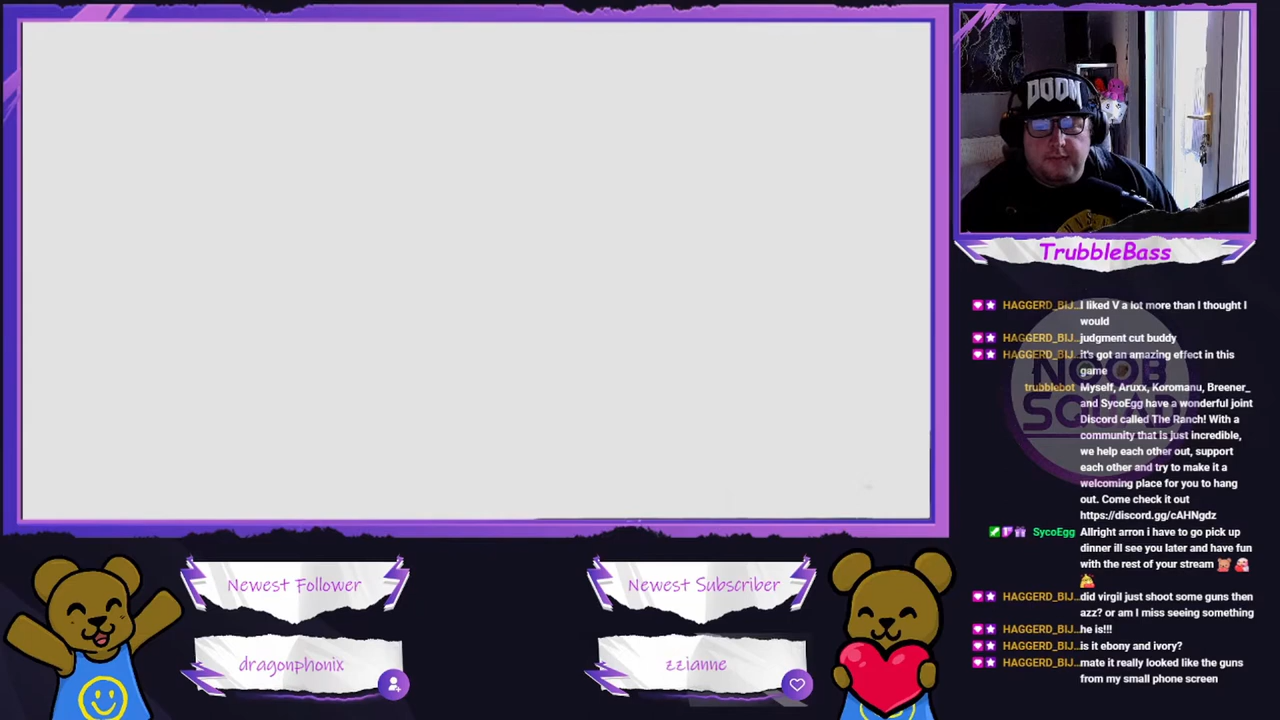 DOOM
TrubbleBass
HAGGERD_BIJ... I liked V a lot more than I thought I
would
HAGGERD_BIJ... judgment cut buddy
HAGGERD_BIJ... it's got an amazing effect in this
game
trubblebot Myself, Aruxx, Koromanu, Breener_
and SycoEgg have a wonderful joint
Discord called The Ranch! With a
community that is just incredible,
we help each other out, support
each other and try to make it a
welcoming place for you to hang
out. Come check it out
https://discord.gg/cAHNgdz
SycoEgg Allright arron i have to go pick up
dinner ill see you later and have fun
with the rest of your stream
HAGGERD_BIJ... did virgil just shoot some guns then
azz? or am I miss seeing something
HAGGERD_BIJ... he is!!!
HAGGERD_BIJ... is it ebony and ivory?
HAGGERD_BIJ... mate it really looked like the guns
from my small phone screen
NOOB
SQUAD
Newest Follower
dragonphonix
Newest Subscriber
zzianne